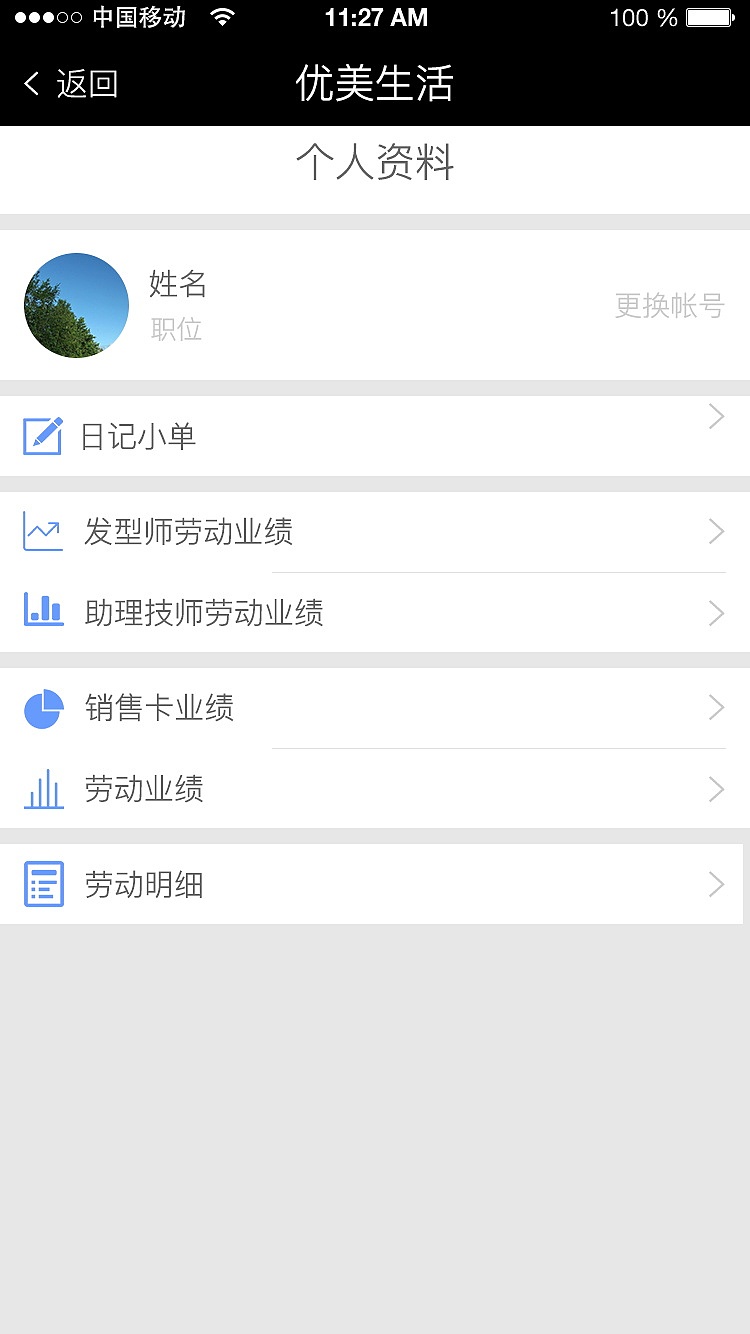 中国移动 11:27 AM 100 %
返回 优美生活
个人资料
姓名
职位
更换帐号
日记小单
发型师劳动业绩
助理技师劳动业绩
销售卡业绩
劳动业绩
劳动明细